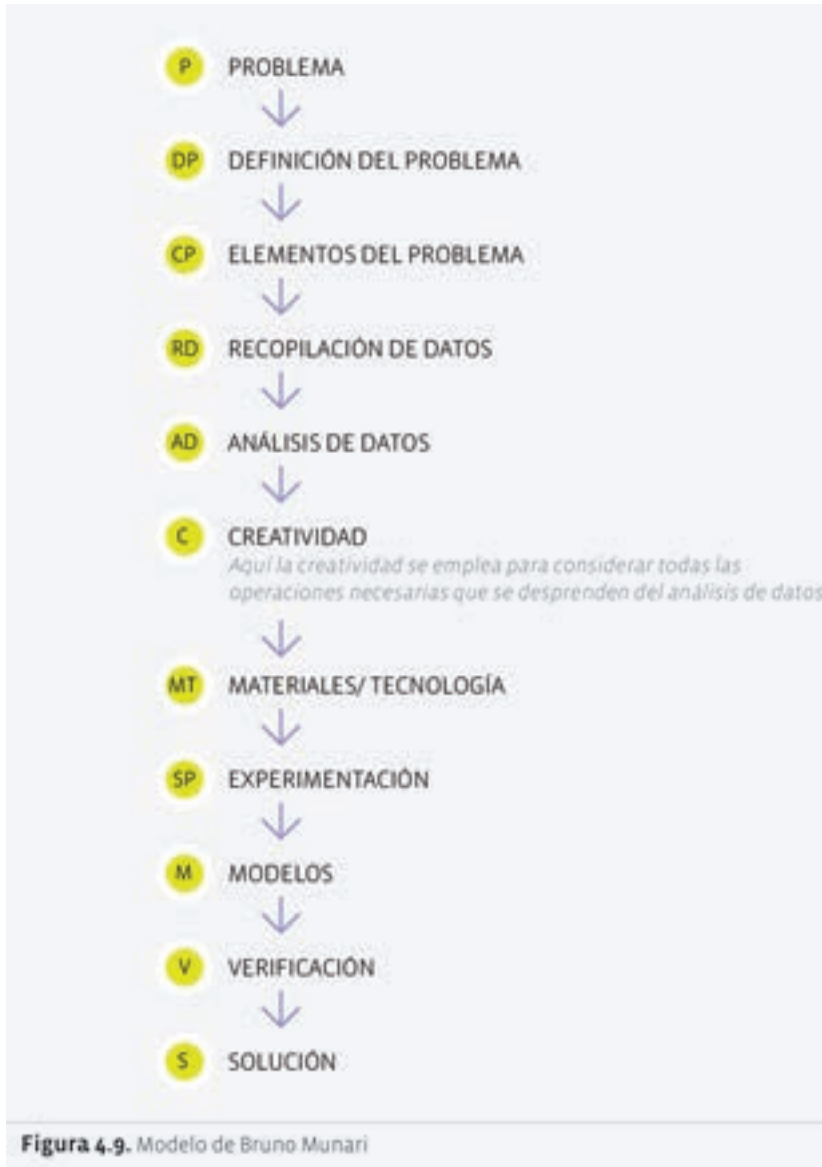 P PROBLEMA
DP DEFINICIÓN DEL PROBLEMA
CP ELEMENTOS DEL PROBLEMA
RD RECOPILACIÓN DE DATOS
AD ANÁLISIS DE DATOS
C CREATIVIDAD
Aquí la creatividad se emplea para considerar todas las
operaciones necesarias que se desprenden del análisis de datos
MT MATERIALES/ TECNOLOGÍA
SP EXPERIMENTACIÓN
M MODELOS
V VERIFICACIÓN
S SOLUCIÓN
Figura 4.9. Modelo de Bruno Munari